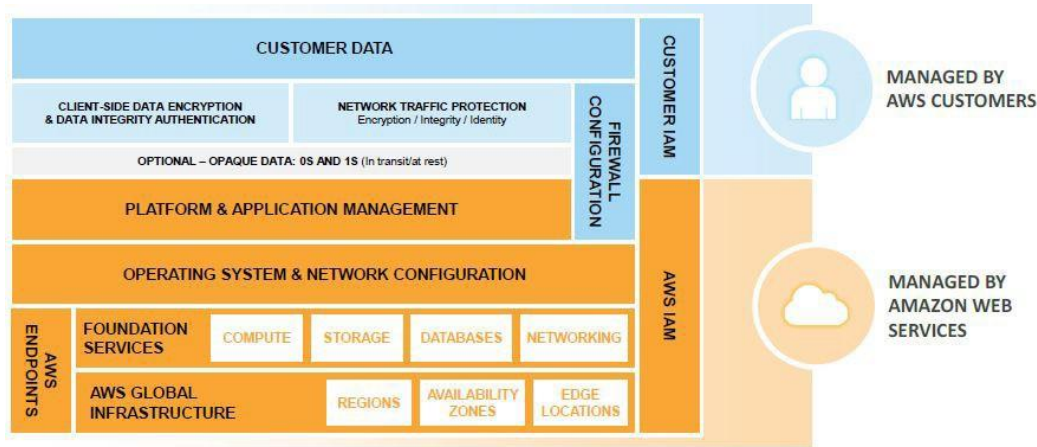 CUSTOMER DATA
CUSTOMER IAM
MANAGED BY
AWS CUSTOMERS
CLIENT-SIDE DATA ENCRYPTION
& DATA INTEGRITY AUTHENTICATION
NETWORK TRAFFIC PROTECTION
Encryption / Integrity / Identity
FIREWALL
CONFIGURATION
OPTIONAL – OPAQUE DATA: 0S AND 1S (In transit/at rest)
PLATFORM & APPLICATION MANAGEMENT
OPERATING SYSTEM & NETWORK CONFIGURATION
AWS IAM
MANAGED BY
AMAZON WEB
SERVICES
AWS
ENDPOINTS
FOUNDATION
SERVICES
COMPUTE
STORAGE
DATABASES
NETWORKING
AWS GLOBAL
INFRASTRUCTURE
REGIONS
AVAILABILITY
ZONES
EDGE
LOCATIONS